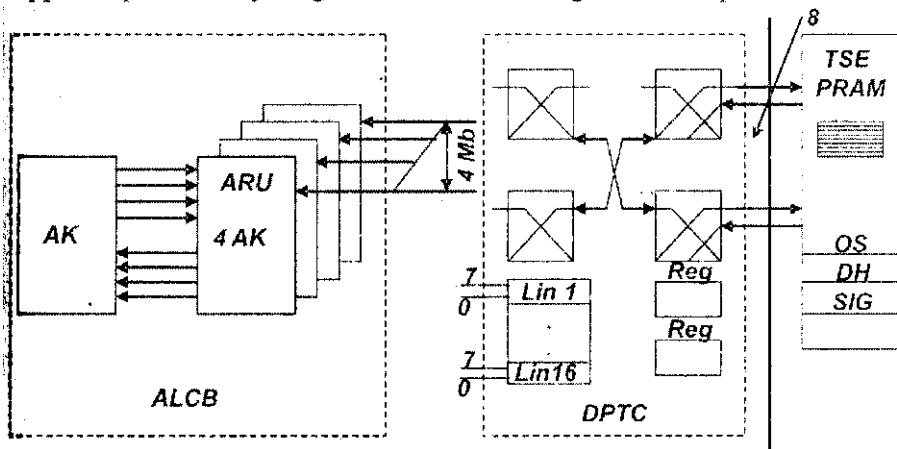 8
TSE
PRAM
ARU
4 AK
AK
4 Mb
OS
DH
SIG
Reg
Reg
7
0
Lin 1
7
0
Lin16
ALCB
DPTC